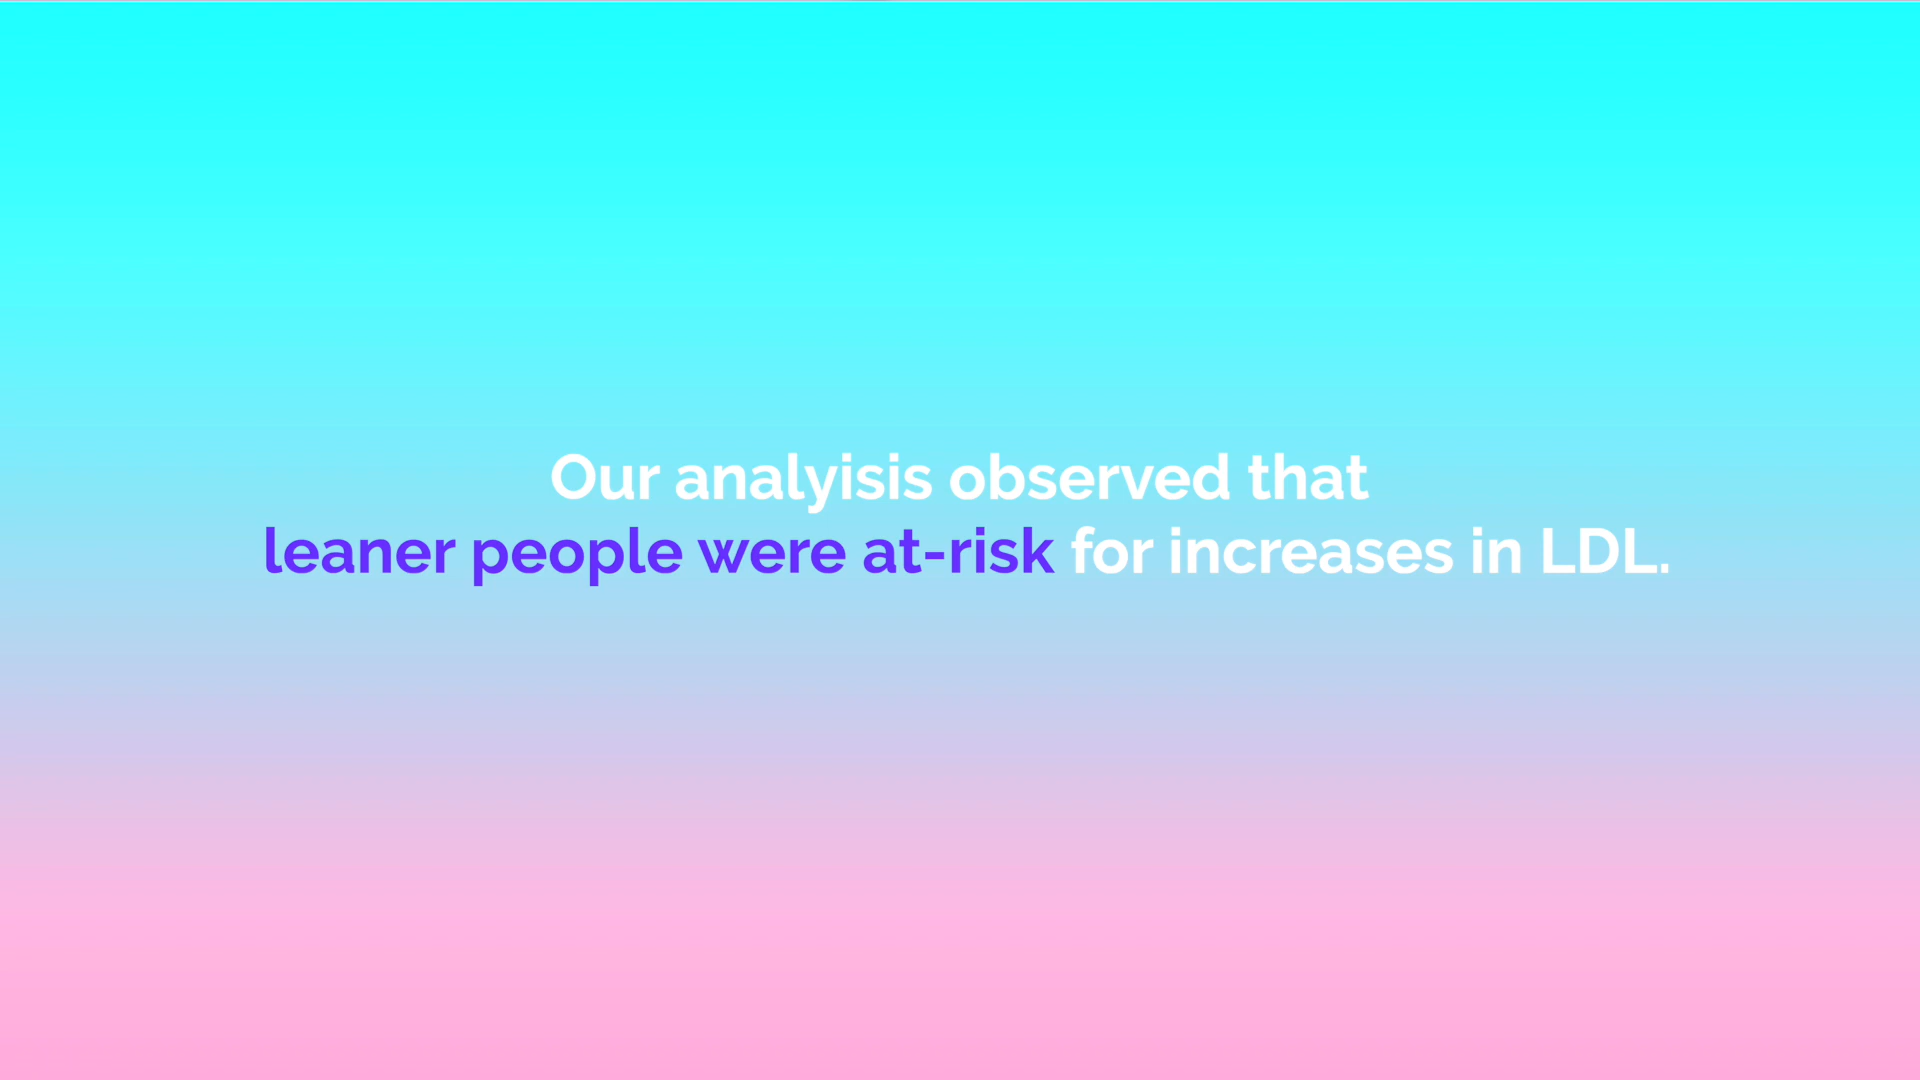 Our analyisis observed that
leaner people were at-risk for increases in LDL.